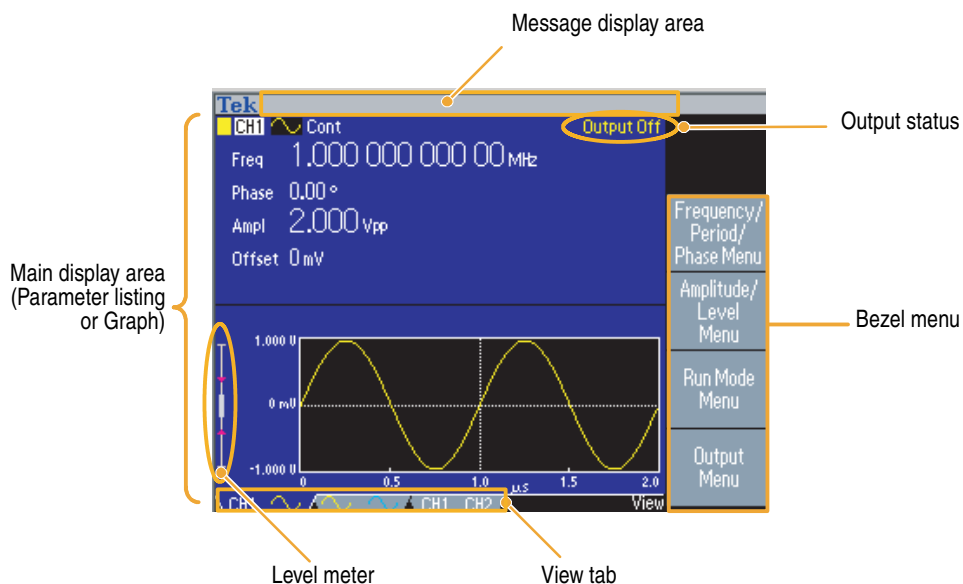 Message display area
Tek
CH1 Cont
Output Off
Output status
Freq 1.000 000 000 00 MHz
Phase 0.00 °
Ampl 2.000 Vpp
Offset 0 mV
Frequency/
Period/
Phase Menu
Amplitude/
Level
Menu
Run Mode
Menu
Output
Menu
Main display area
(Parameter listing
or Graph)
Bezel menu
1.000 V
0 mV
-1.000 V
0 0.5 1.0 1.5 2.0
µs
CH1 CH1 CH2 View
Level meter
View tab